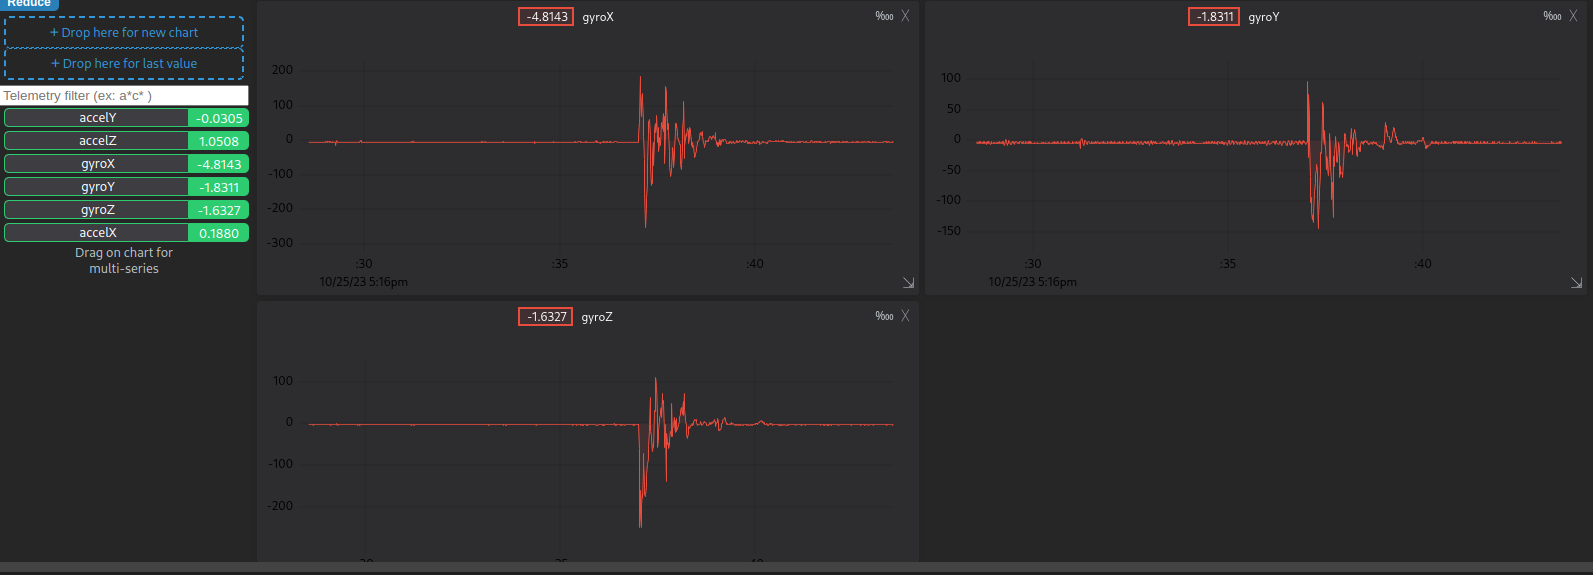 Reduce
+ Drop here for new chart
+ Drop here for last value
Telemetry filter (ex: a*c* )
accelY -0.0305
accelZ 1.0508
gyroX -4.8143
gyroY -1.8311
gyroZ -1.6327
accelX 0.1880
Drag on chart for
multi-series
-4.8143 gyroX
‱ X
200
100
0
-100
-200
-300
:30 :35 :40
10/25/23 5:16pm
-1.8311 gyroY
‱ X
100
50
0
-50
-100
-150
:30 :35 :40
10/25/23 5:16pm
-1.6327 gyroZ
‱ X
100
0
-100
-200